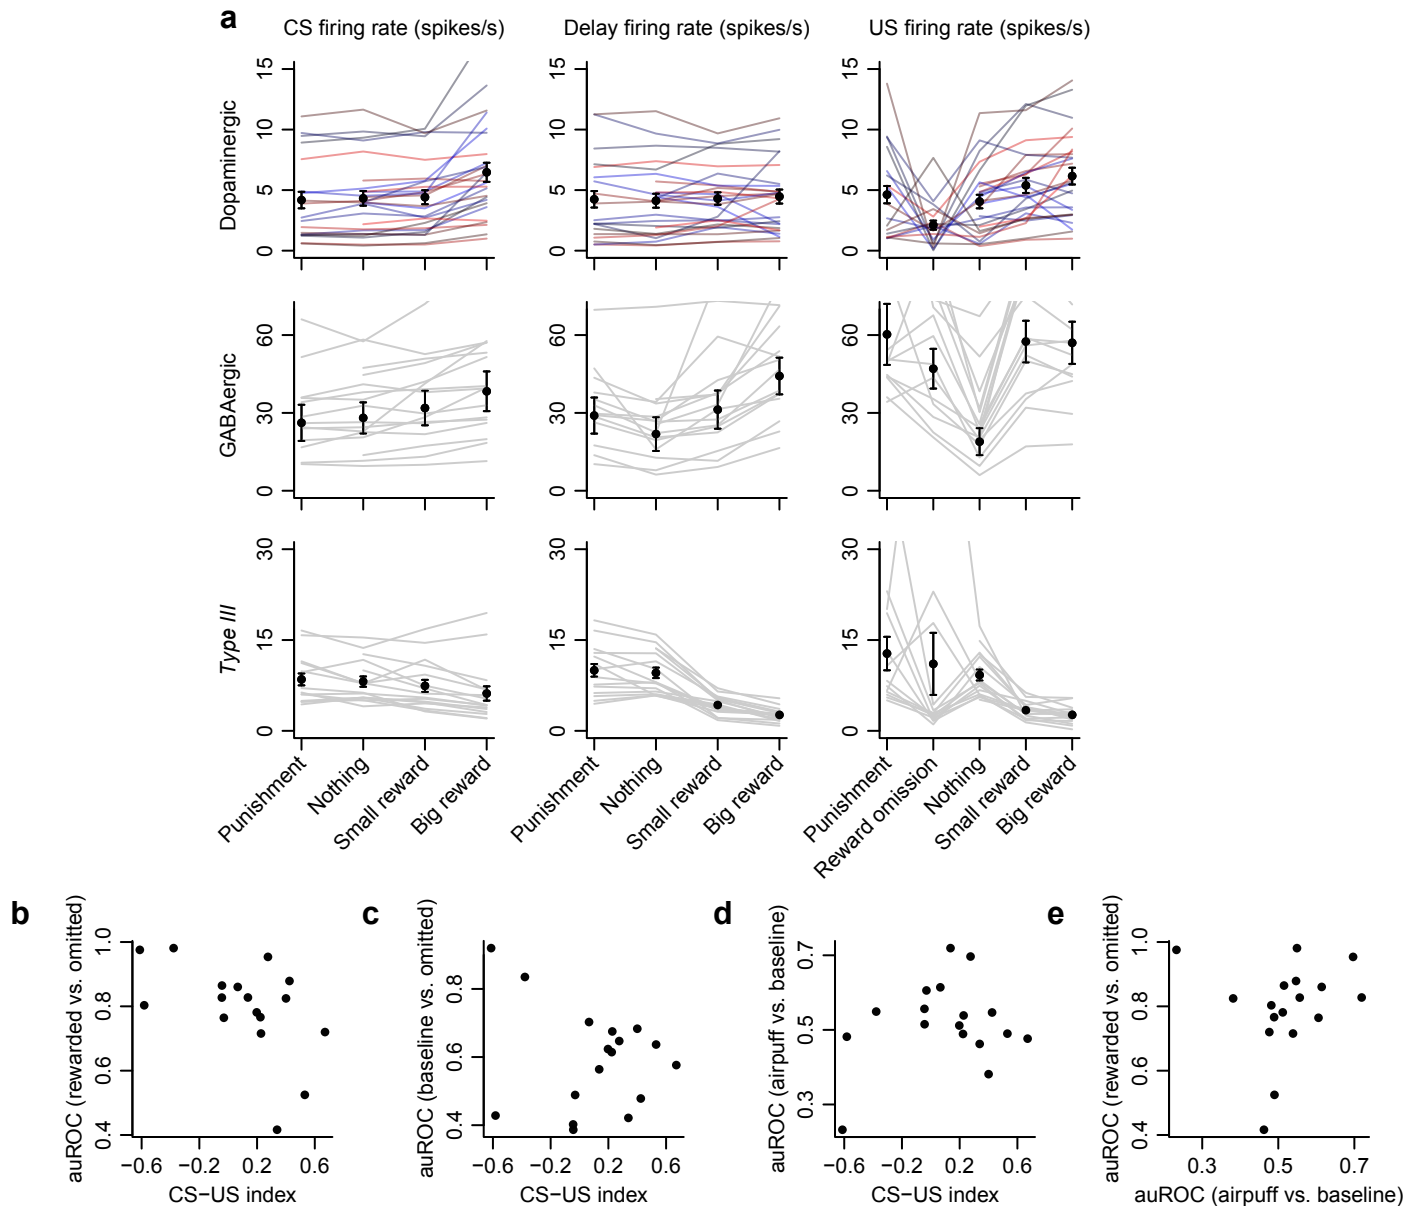 a
CS firing rate (spikes/s)
Delay firing rate (spikes/s)
US firing rate (spikes/s)
Dopaminergic
15
10
5
0
15
10
5
0
15
10
5
0
GABAergic
60
30
0
60
30
0
60
30
0
Type III
30
15
0
30
15
0
30
15
0
Punishment
Nothing
Small reward
Big reward
Punishment
Nothing
Small reward
Big reward
Punishment
Reward omission
Nothing
Small reward
Big reward
b
auROC (rewarded vs. omitted)
1.0
0.8
0.6
0.4
−0.6
−0.2
0.2
0.6
CS−US index
c
auROC (baseline vs. omitted)
0.8
0.6
0.4
−0.6
−0.2
0.2
0.6
CS−US index
d
auROC (airpuff vs. baseline)
0.7
0.5
0.3
−0.6
−0.2
0.2
0.6
CS−US index
e
auROC (rewarded vs. omitted)
1.0
0.8
0.6
0.4
0.3
0.5
0.7
auROC (airpuff vs. baseline)